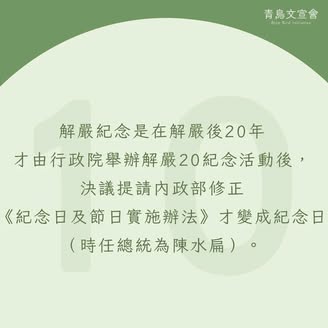 青鳥文宣會
解嚴紀念是在解嚴後20年
才由行政院舉辦解嚴20紀念活動後，
決議提請內政部修正
《紀念日及節日實施辦法》才變成紀念日
（時任總統為陳水扁）。
10